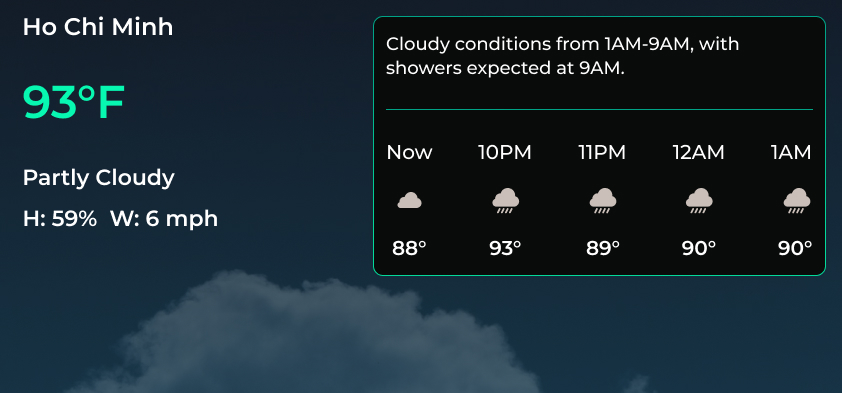 Ho Chi Minh
93°F
Partly Cloudy
H: 59% W: 6 mph
Cloudy conditions from 1AM-9AM, with
showers expected at 9AM.
Now 10PM 11PM 12AM 1AM
88° 93° 89° 90° 90°